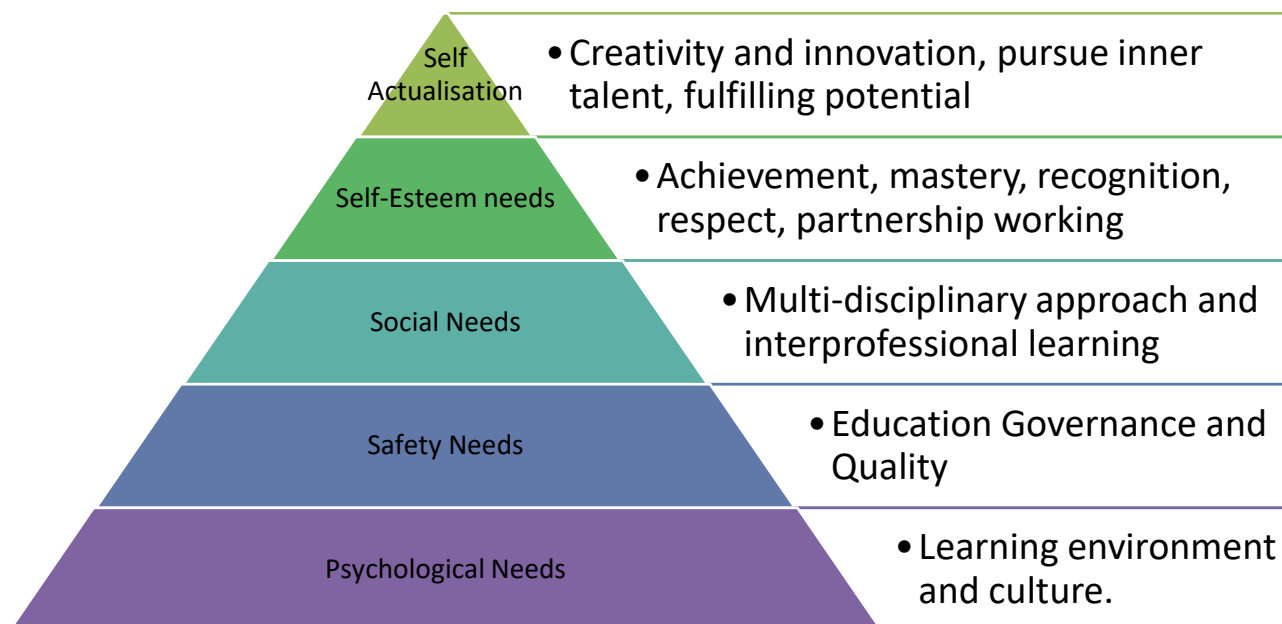 Self
Actualisation
• Creativity and innovation, pursue inner
talent, fulfilling potential
Self-Esteem needs
• Achievement, mastery, recognition,
respect, partnership working
Social Needs
• Multi-disciplinary approach and
interprofessional learning
Safety Needs
• Education Governance and
Quality
Psychological Needs
• Learning environment
and culture.